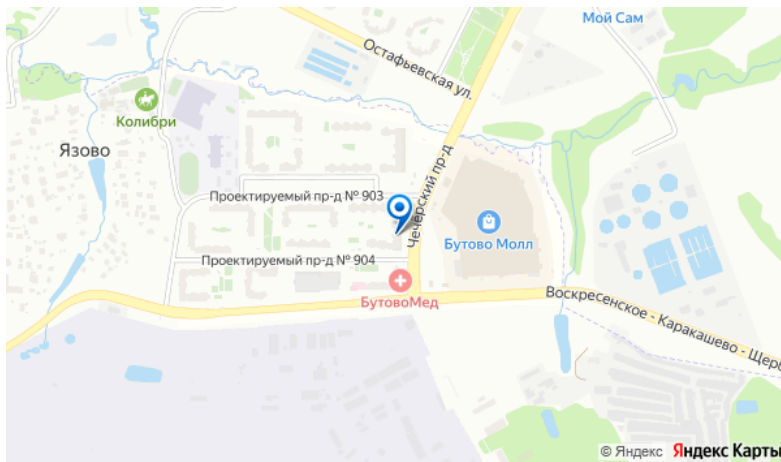 Мой Сам
Остафьевская ул.
Колибри
Язово
Чечерский пр-д
Проектируемый пр-д № 903
Бутово Молл
Проектируемый пр-д № 904
БутовоМед
Воскресенское - Каракашево - Щерб
© Яндекс Яндекс Карты